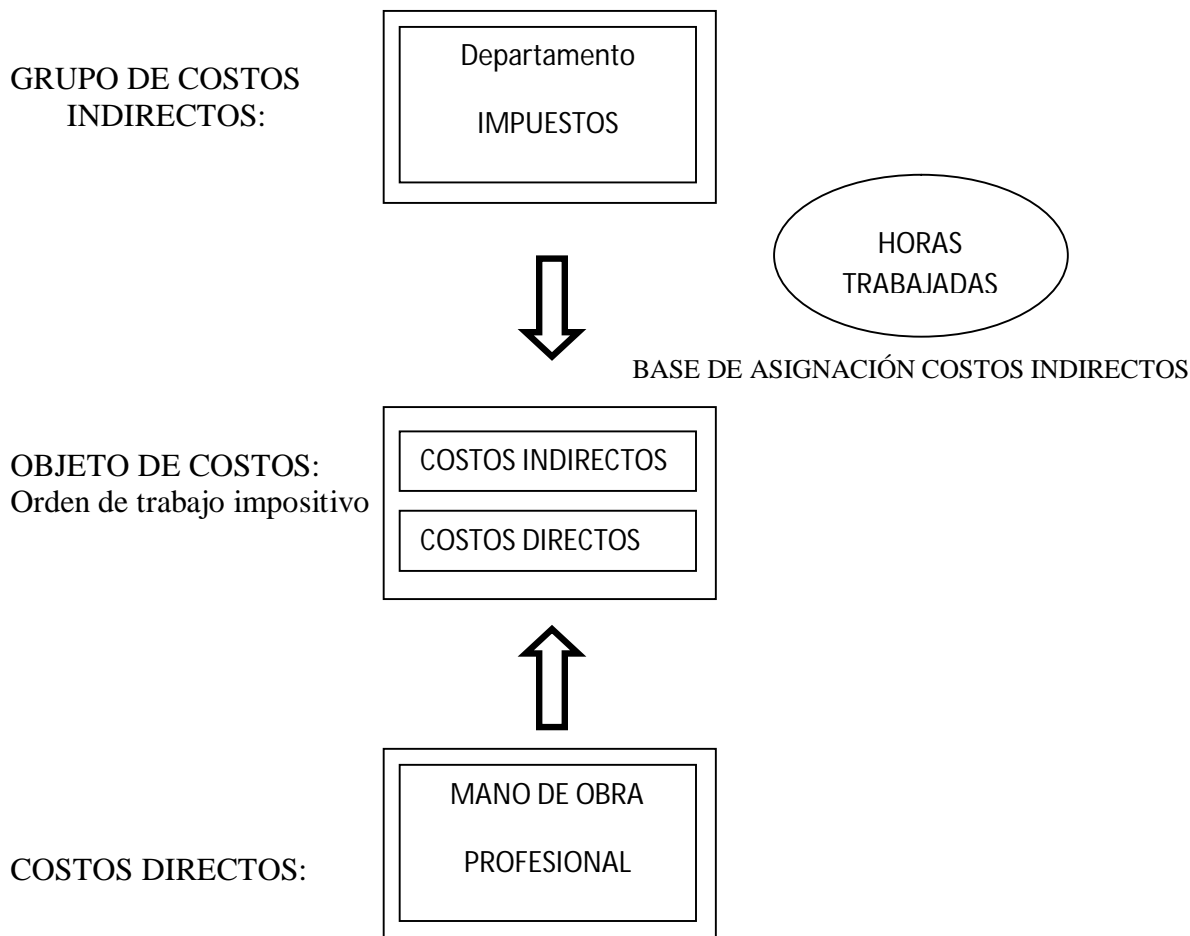 Departamento
IMPUESTOS
GRUPO DE COSTOS
INDIRECTOS:
HORAS
TRABAJADAS
BASE DE ASIGNACIÓN COSTOS INDIRECTOS
COSTOS INDIRECTOS
COSTOS DIRECTOS
OBJETO DE COSTOS:
Orden de trabajo impositivo
MANO DE OBRA
PROFESIONAL
COSTOS DIRECTOS: